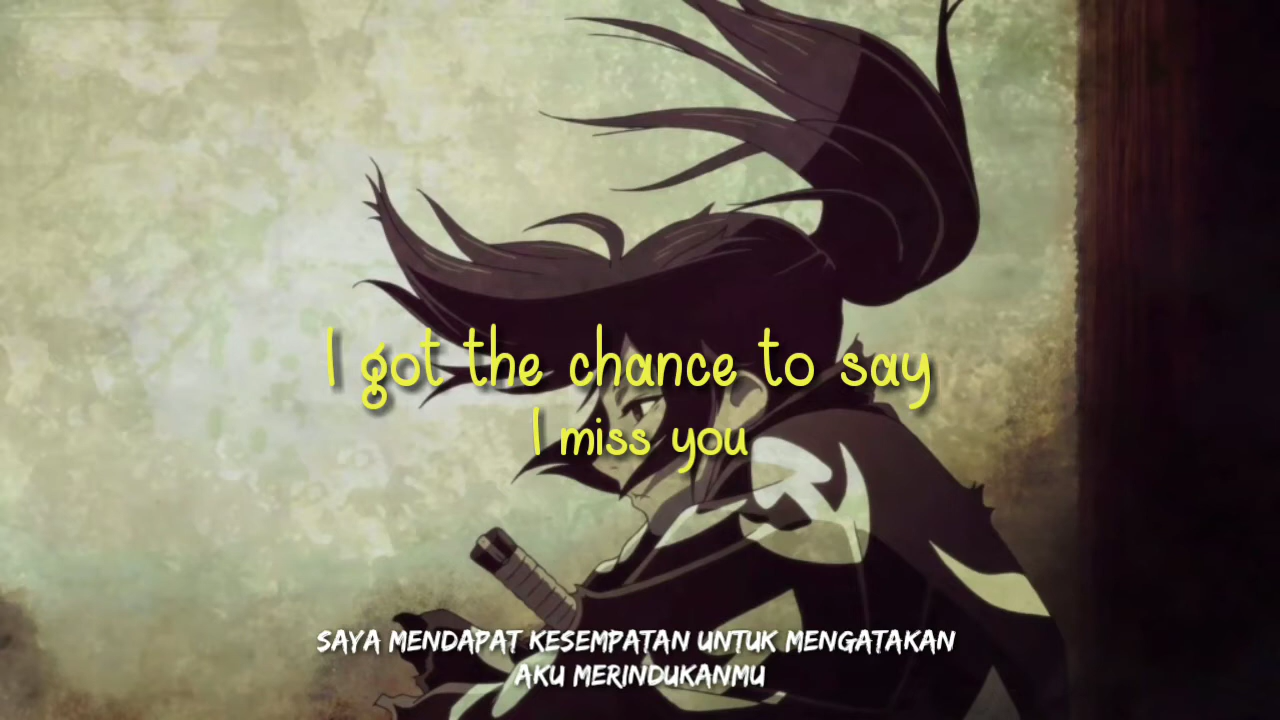 I got the chance to say
I miss you
SAYA MENDAPAT KESEMPATAN UNTUK MENGATAKAN
AKU MERINDUKANMU